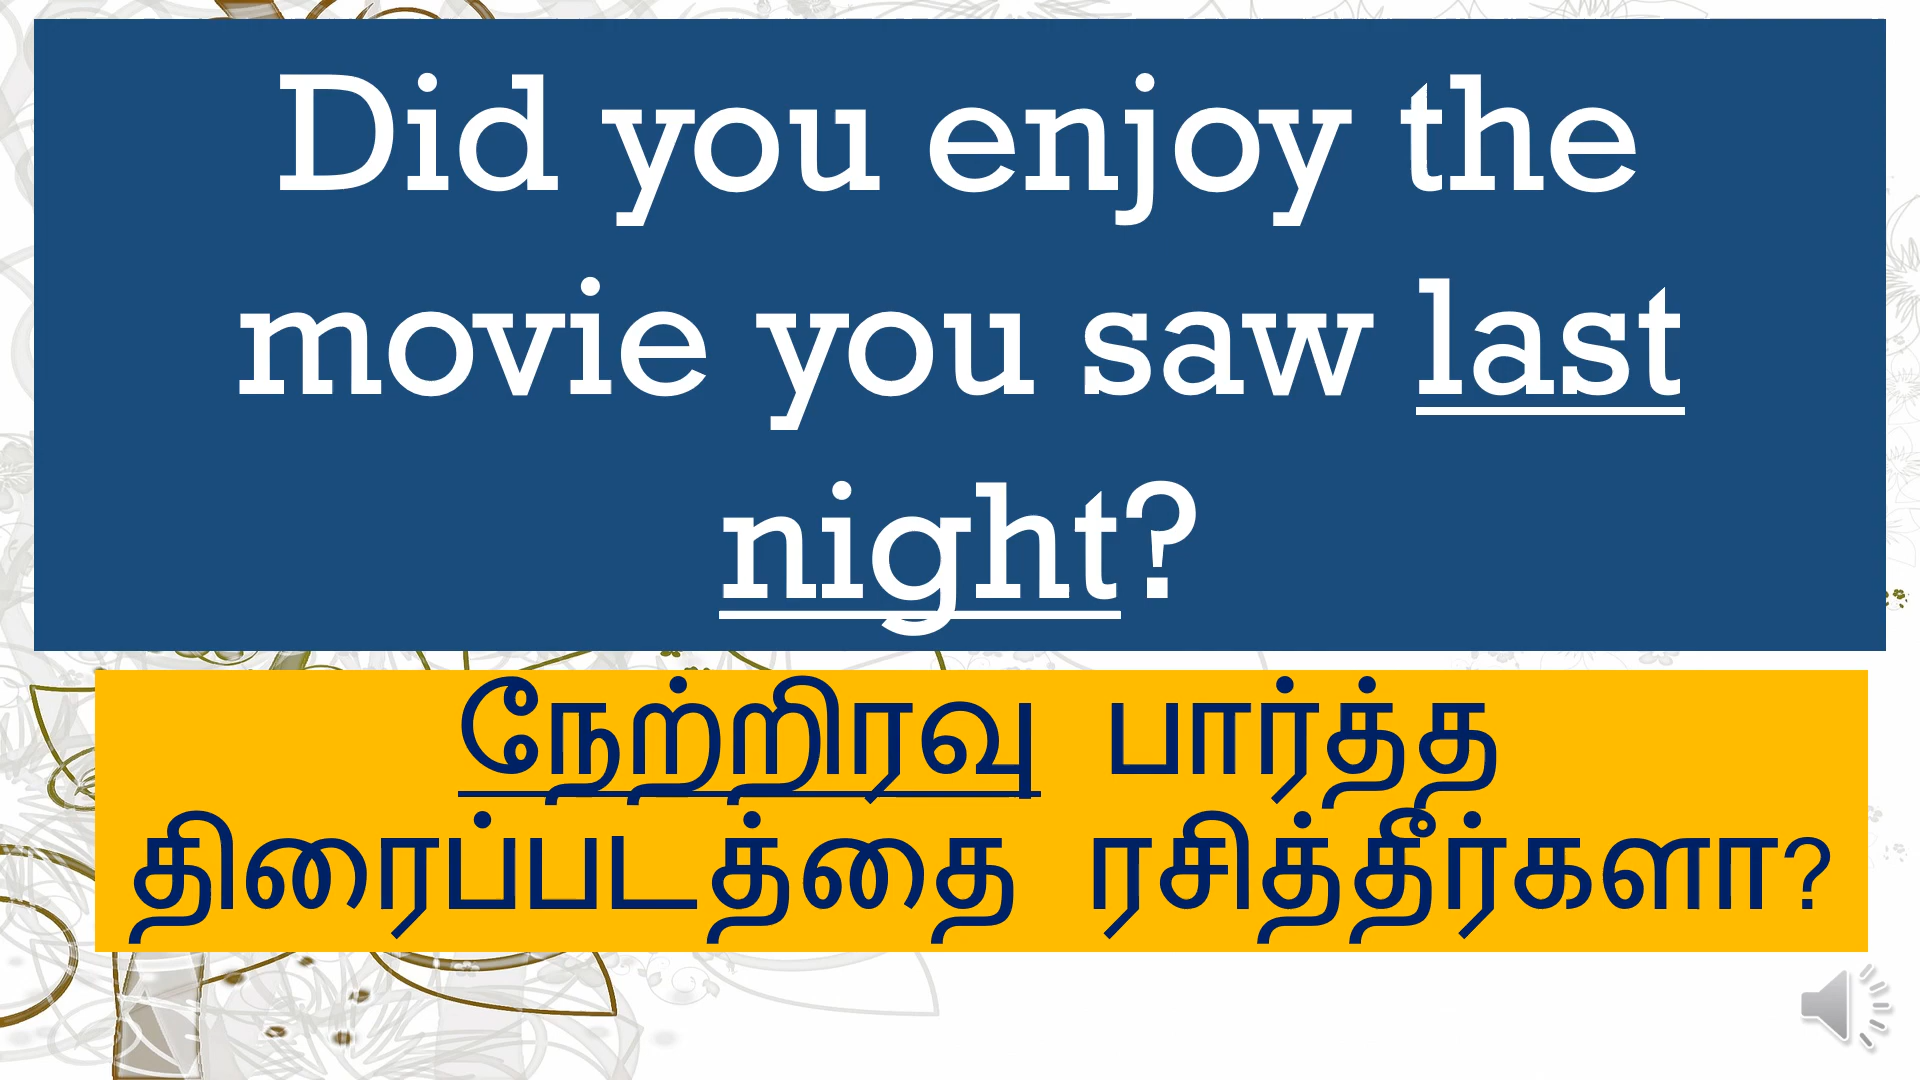 Did you enjoy the
movie you saw last
night?
நேற்றிரவு பார்த்த
திரைப்படத்தை ரசித்தீர்களா?